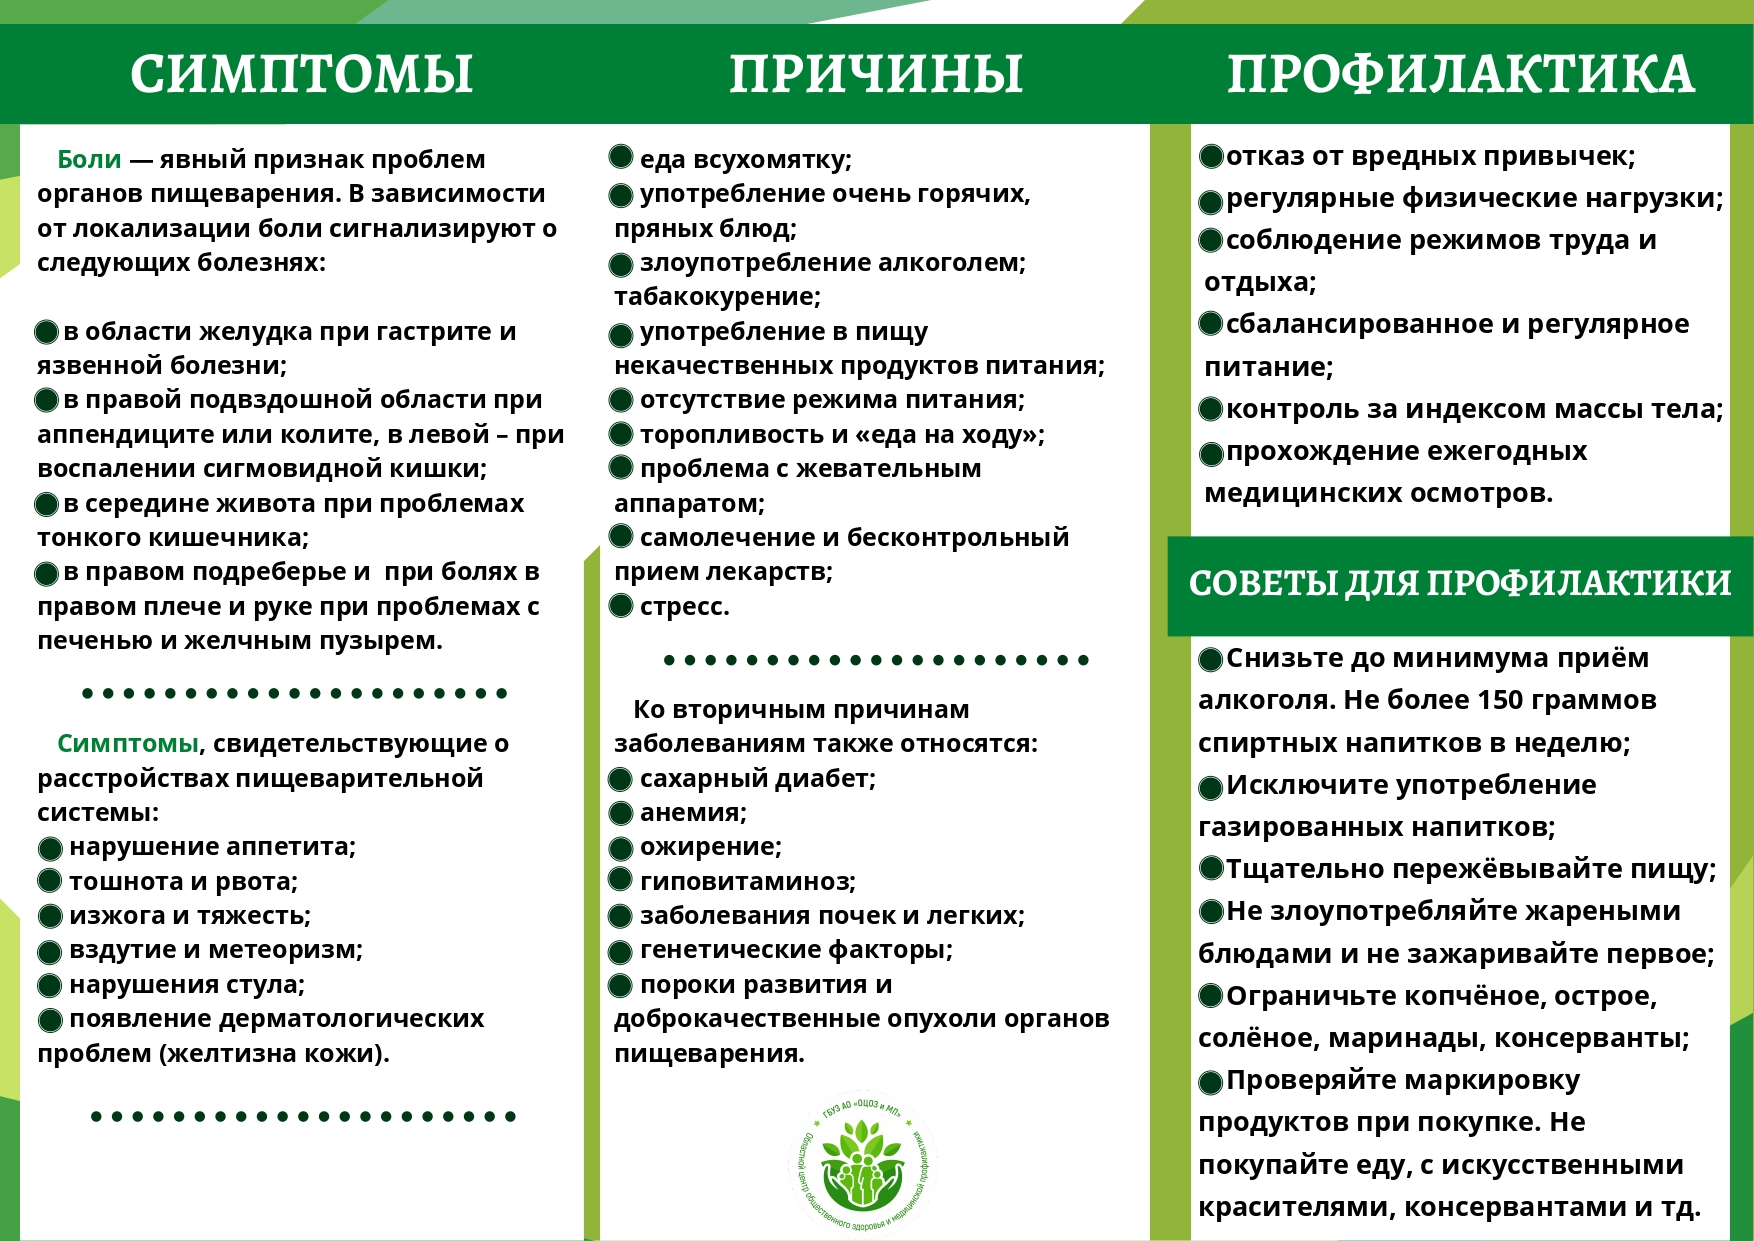 СИМПТОМЫ
Боли — явный признак проблем
органов пищеварения. В зависимости
от локализации боли сигнализируют о
следующих болезнях:
в области желудка при гастрите и
язвенной болезни;
в правой подвздошной области при
аппендиците или колите, в левой – при
воспалении сигмовидной кишки;
в середине живота при проблемах
тонкого кишечника;
в правом подреберье и  при болях в
правом плече и руке при проблемах с
печенью и желчным пузырем.
Симптомы, свидетельствующие о
расстройствах пищеварительной
системы:
нарушение аппетита;
тошнота и рвота;
изжога и тяжесть;
вздутие и метеоризм;
нарушения стула;
появление дерматологических
проблем (желтизна кожи).
ПРИЧИНЫ
еда всухомятку;
употребление очень горячих,
пряных блюд;
злоупотребление алкоголем;
табакокурение;
употребление в пищу
некачественных продуктов питания;
отсутствие режима питания;
торопливость и «еда на ходу»;
проблема с жевательным
аппаратом;
самолечение и бесконтрольный
прием лекарств;
стресс.
Ко вторичным причинам
заболеваниям также относятся:
сахарный диабет;
анемия;
ожирение;
гиповитаминоз;
заболевания почек и легких;
генетические факторы;
пороки развития и
доброкачественные опухоли органов
пищеварения.
ГБУЗ АО «ОЦОЗ и МП»
Областной центр общественного здоровья и медицинской профилактики
ПРОФИЛАКТИКА
отказ от вредных привычек;
регулярные физические нагрузки;
соблюдение режимов труда и
отдыха;
сбалансированное и регулярное
питание;
контроль за индексом массы тела;
прохождение ежегодных
медицинских осмотров.
СОВЕТЫ ДЛЯ ПРОФИЛАКТИКИ
Снизьте до минимума приём
алкоголя. Не более 150 граммов
спиртных напитков в неделю;
Исключите употребление
газированных напитков;
Тщательно пережёвывайте пищу;
Не злоупотребляйте жареными
блюдами и не зажаривайте первое;
Ограничьте копчёное, острое,
солёное, маринады, консерванты;
Проверяйте маркировку
продуктов при покупке. Не
покупайте еду, с искусственными
красителями, консервантами и тд.